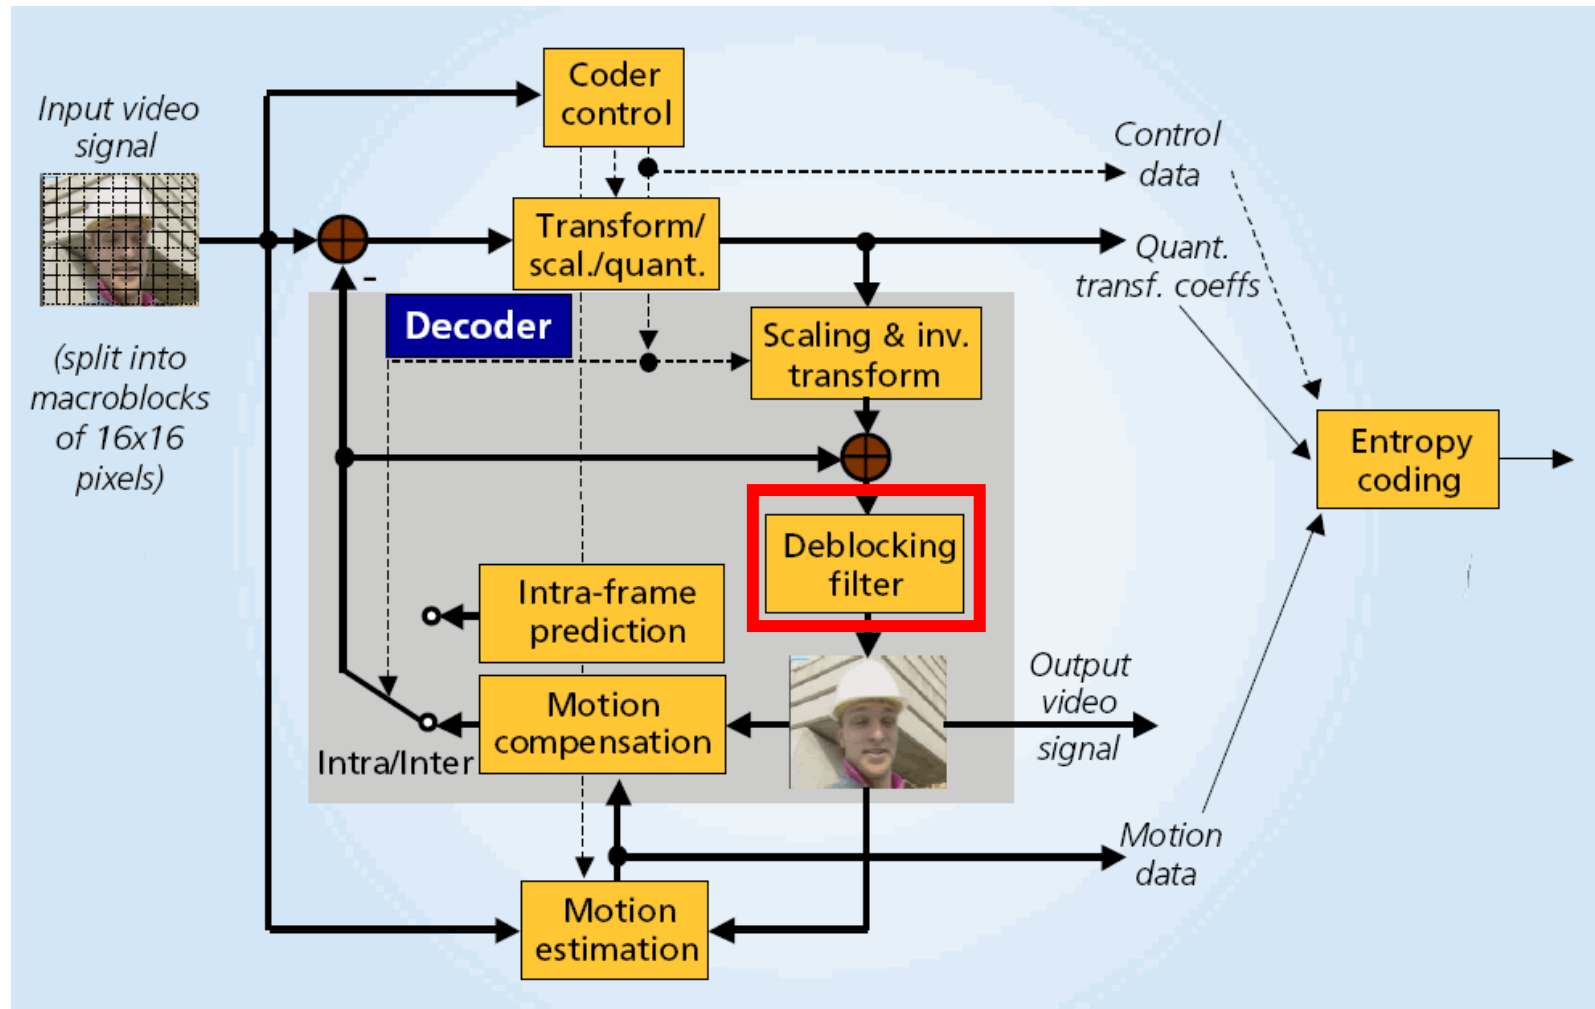 Coder
control
Input video
signal
Control
data
Transform/
scal./quant.
-
Quant.
transf. coeffs
Decoder
Scaling & inv.
transform
(split into
macroblocks
of 16x16
pixels)
Entropy
coding
Deblocking
filter
Intra-frame
prediction
Output
video
signal
Motion
compensation
Intra/Inter
Motion
data
Motion
estimation